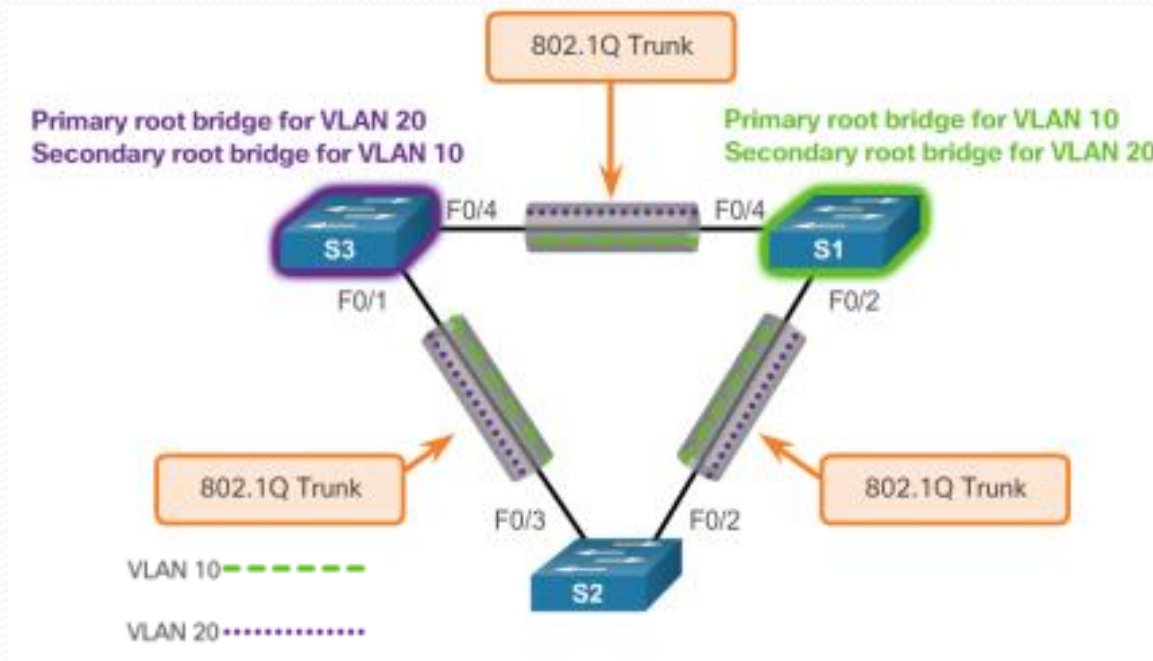 802.1Q Trunk
Primary root bridge for VLAN 20
Secondary root bridge for VLAN 10
Primary root bridge for VLAN 10
Secondary root bridge for VLAN 20
F0/4
F0/4
S3
S1
F0/1
F0/2
802.1Q Trunk
802.1Q Trunk
F0/3
F0/2
VLAN 10
S2
VLAN 20